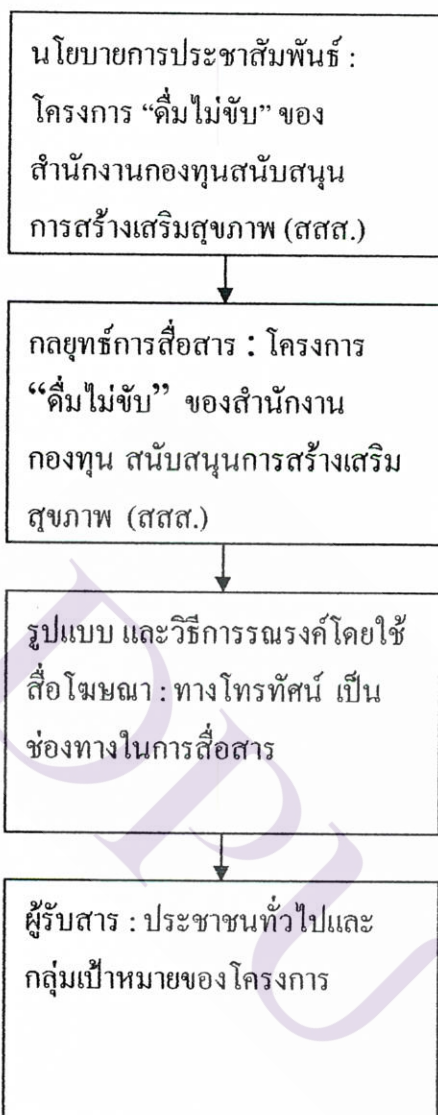 นโยบายการประชาสัมพันธ์ :
โครงการ “ดื่มไม่ขับ” ของ
สำนักงานกองทุนสนับสนุน
การสร้างเสริมสุขภาพ (สสส.)
กลยุทธ์การสื่อสาร : โครงการ
“ดื่มไม่ขับ” ของสำนักงาน
กองทุน สนับสนุนการสร้างเสริม
สุขภาพ (สสส.)
รูปแบบ และวิธีการรณรงค์โดยใช้
สื่อโฆษณา : ทางโทรทัศน์ เป็น
ช่องทางในการสื่อสาร
ผู้รับสาร : ประชาชนทั่วไปและ
กลุ่มเป้าหมายของโครงการ
DPU